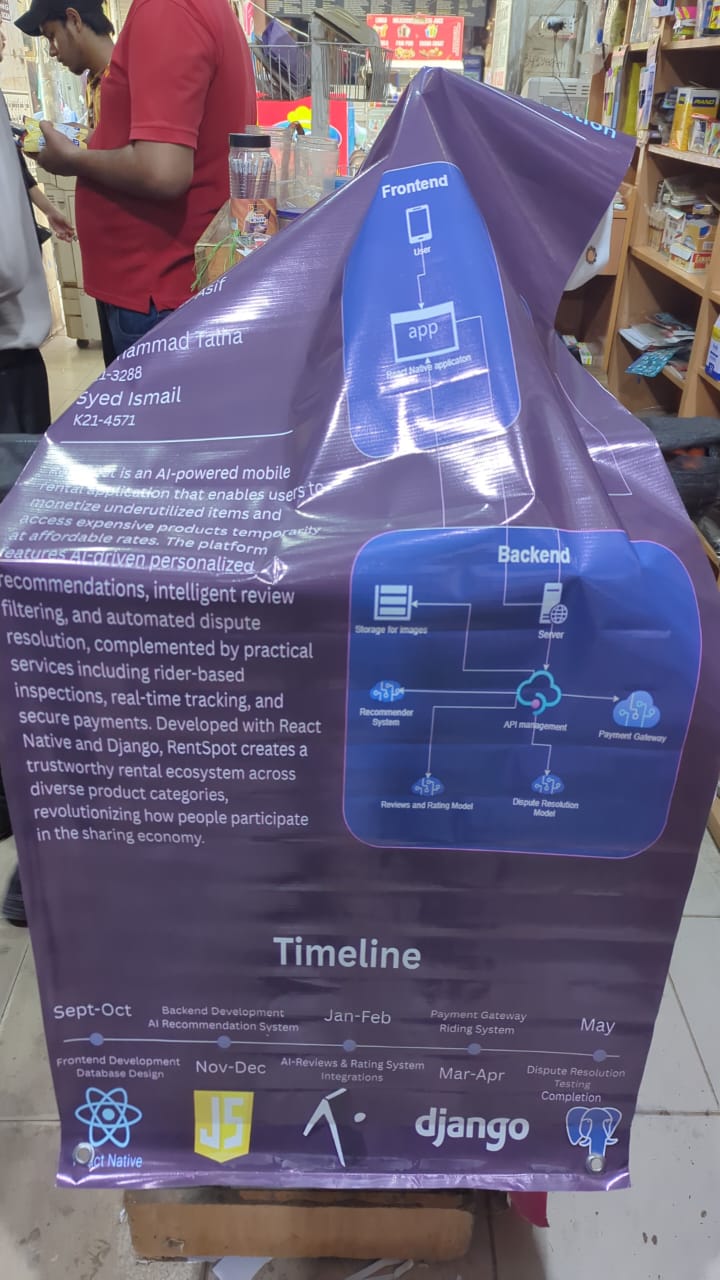 cation
Asif
ammad Talha
1-3288
Syed Ismail
K21-4571
is an AI-powered mobile
rental application that enables users to
monetize underutilized items and
access expensive products temporarily
at affordable rates. The platform
features AI-driven personalized
recommendations, intelligent review
filtering, and automated dispute
resolution, complemented by practical
services including rider-based
inspections, real-time tracking, and
secure payments. Developed with React
Native and Django, RentSpot creates a
trustworthy rental ecosystem across
diverse product categories,
revolutionizing how people participate
in the sharing economy.
Frontend
User
app
React Native application
Backend
Storage for images
Server
Recommender
System
API management
Payment Gateway
Reviews and Rating Model
Dispute Resolution
Model
Timeline
Sept-Oct
Frontend Development
Database Design
Backend Development
AI Recommendation System
Nov-Dec
Jan-Feb
AI-Reviews & Rating System
Integrations
Payment Gateway
Riding System
Mar-Apr
May
Dispute Resolution
Testing
Completion
ct Native
JS
django